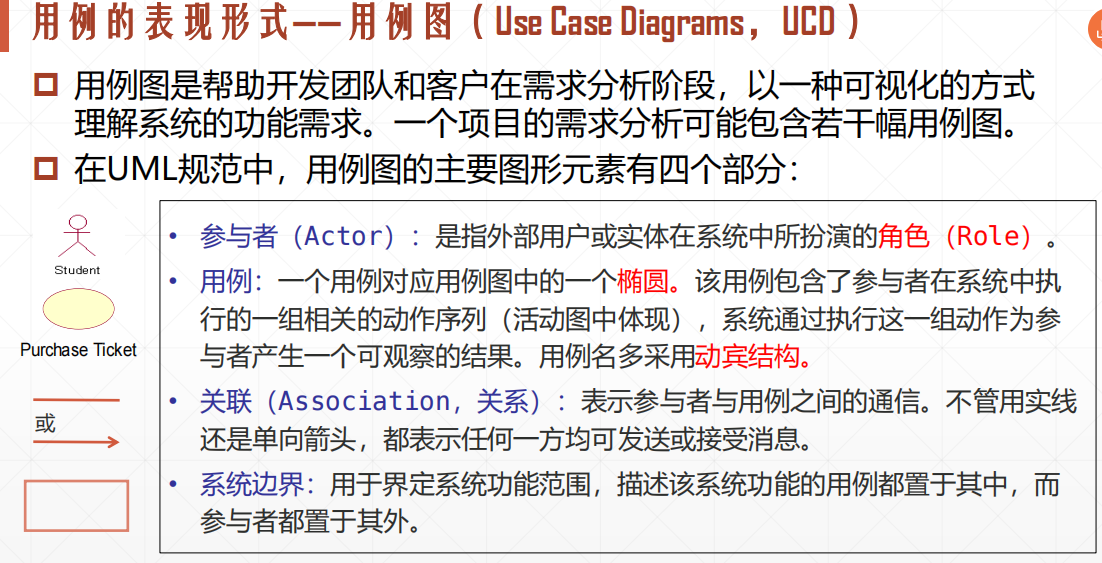 用例的表现形式——用例图（Use Case Diagrams，UCD）
用例图是帮助开发团队和客户在需求分析阶段，以一种可视化的方式
理解系统的功能需求。一个项目的需求分析可能包含若干幅用例图。
在UML规范中，用例图的主要图形元素有四个部分：
Student
Purchase Ticket
或
• 参与者（Actor）：是指外部用户或实体在系统中所扮演的角色（Role）。
• 用例：一个用例对应用例图中的一个椭圆。该用例包含了参与者在系统中执
行的一组相关的动作序列（活动图中体现），系统通过执行这一组动作为参
与者产生一个可观察的结果。用例名多采用动宾结构。
• 关联（Association，关系）：表示参与者与用例之间的通信。不管用实线
还是单向箭头，都表示任何一方均可发送或接受消息。
• 系统边界：用于界定系统功能范围，描述该系统功能的用例都置于其中，而
参与者都置于其外。